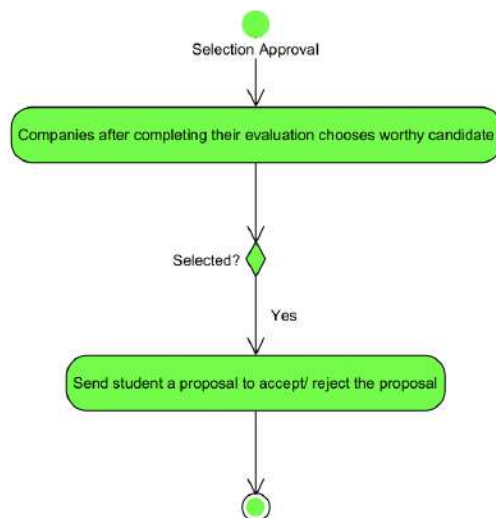 Selection Approval
Companies after completing their evaluation chooses worthy candidate
Selected?
Yes
Send student a proposal to accept/ reject the proposal